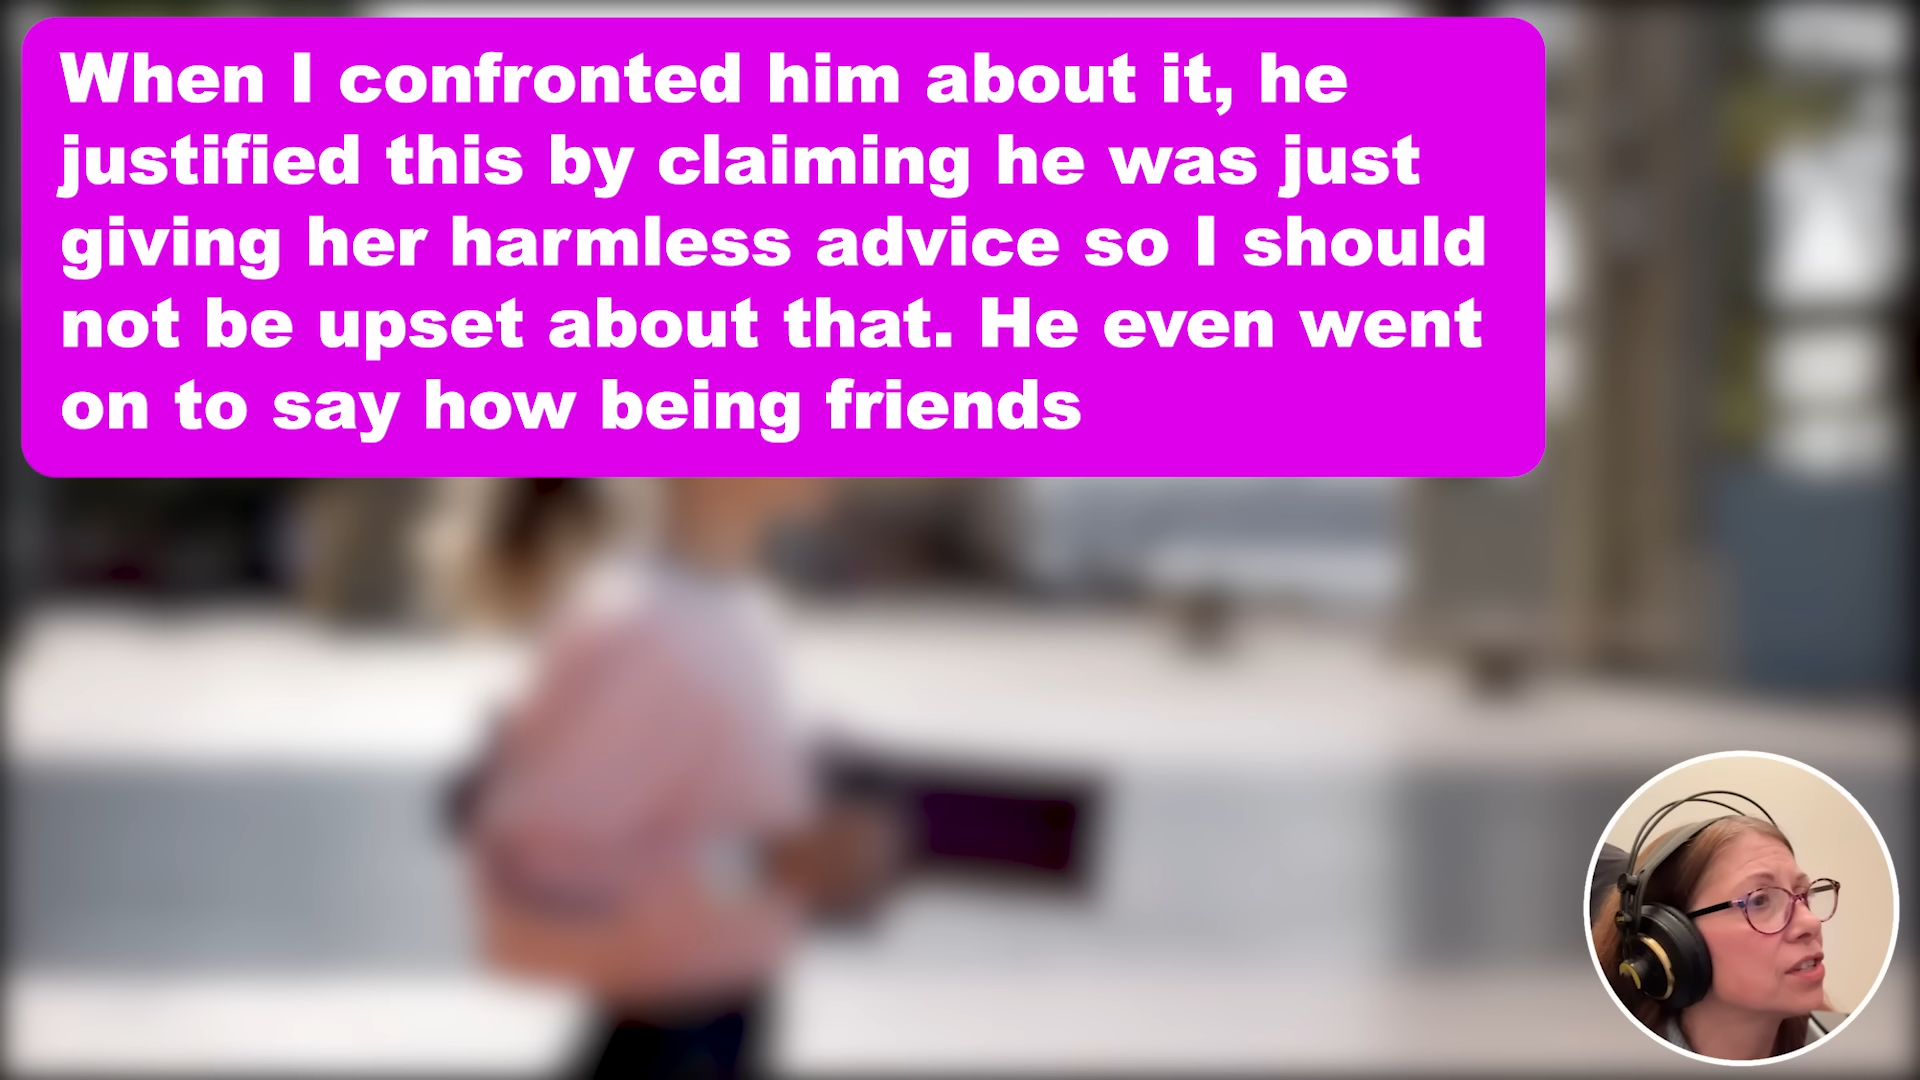 When I confronted him about it, he
justified this by claiming he was just
giving her harmless advice so I should
not be upset about that. He even went
on to say how being friends